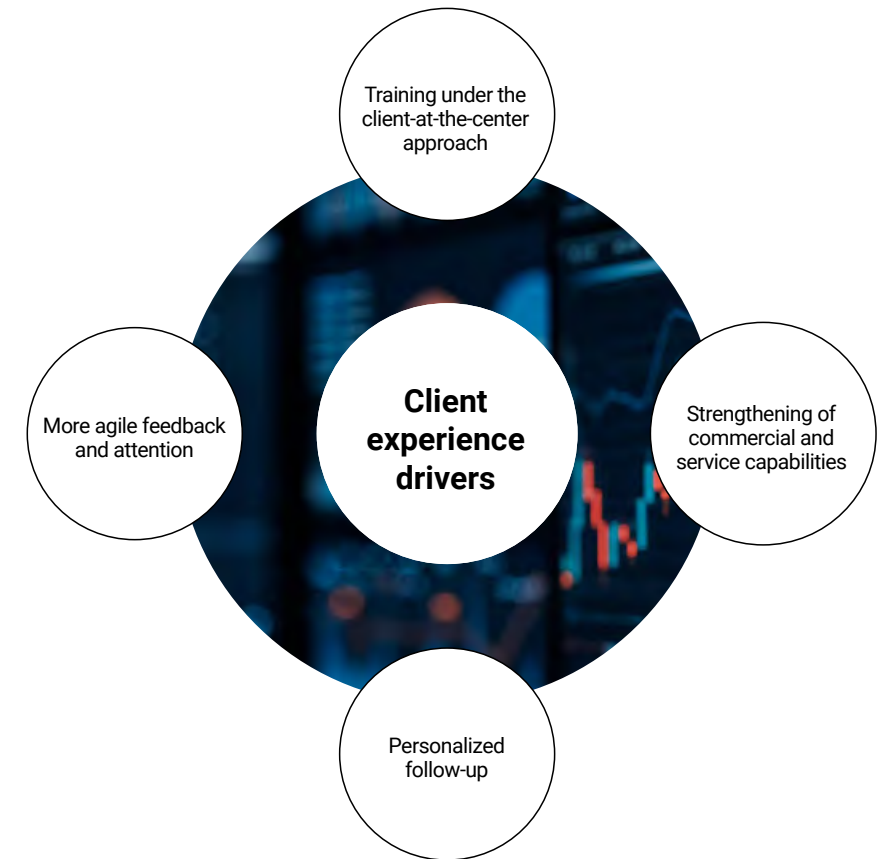 Training under the
client-at-the-center
approach
More agile feedback
and attention
Client
experience
drivers
Strengthening of
commercial and
service capabilities
Personalized
follow-up